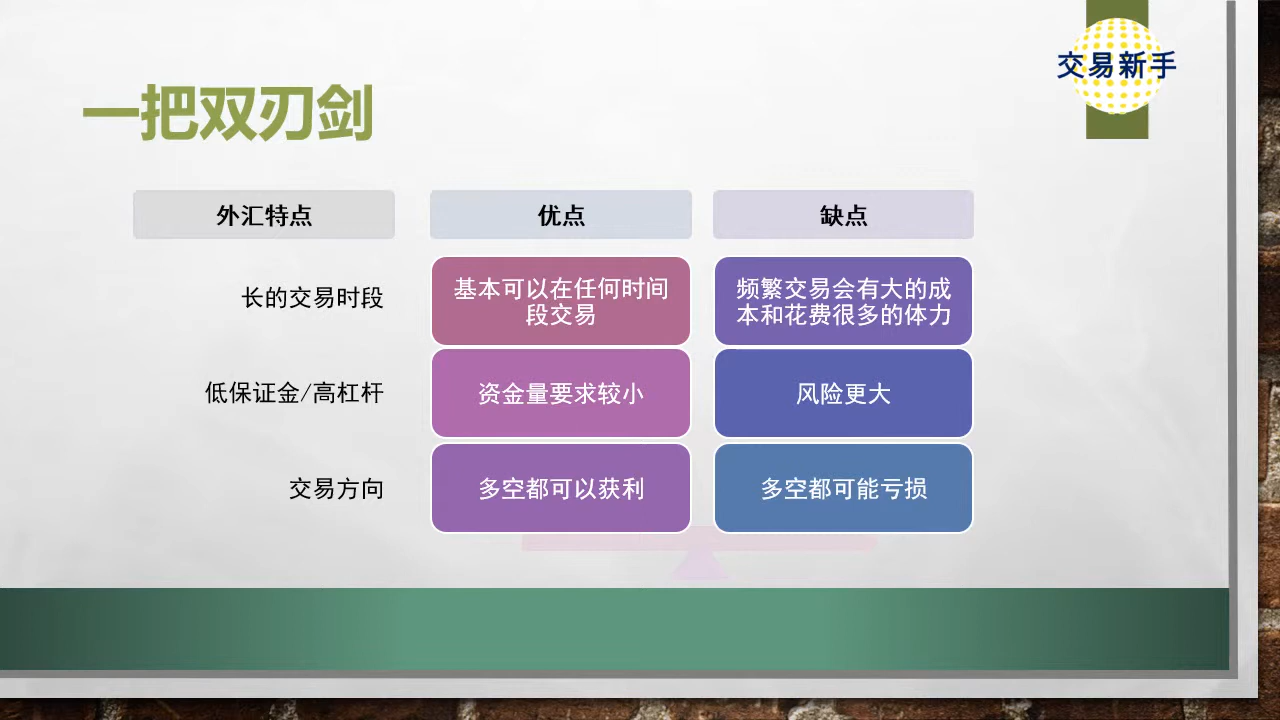 交易新手
一把双刃剑
外汇特点
优点
缺点
长的交易时段
基本可以在任何时间
段交易
频繁交易会有大的成
本和花费很多的体力
低保证金/高杠杆
资金量要求较小
风险更大
交易方向
多空都可以获利
多空都可能亏损